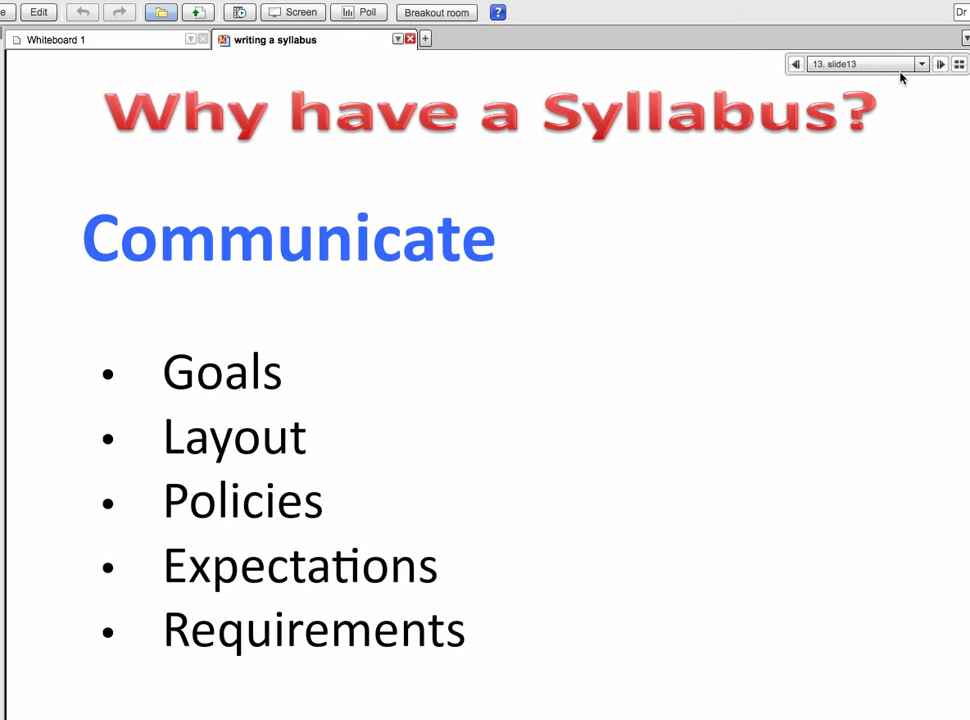 e Edit Screen Poll Breakout room ? Dr
Whiteboard 1 writing a syllabus +
13. slide13
Why have a Syllabus?
Communicate
• Goals
• Layout
• Policies
• Expectations
• Requirements